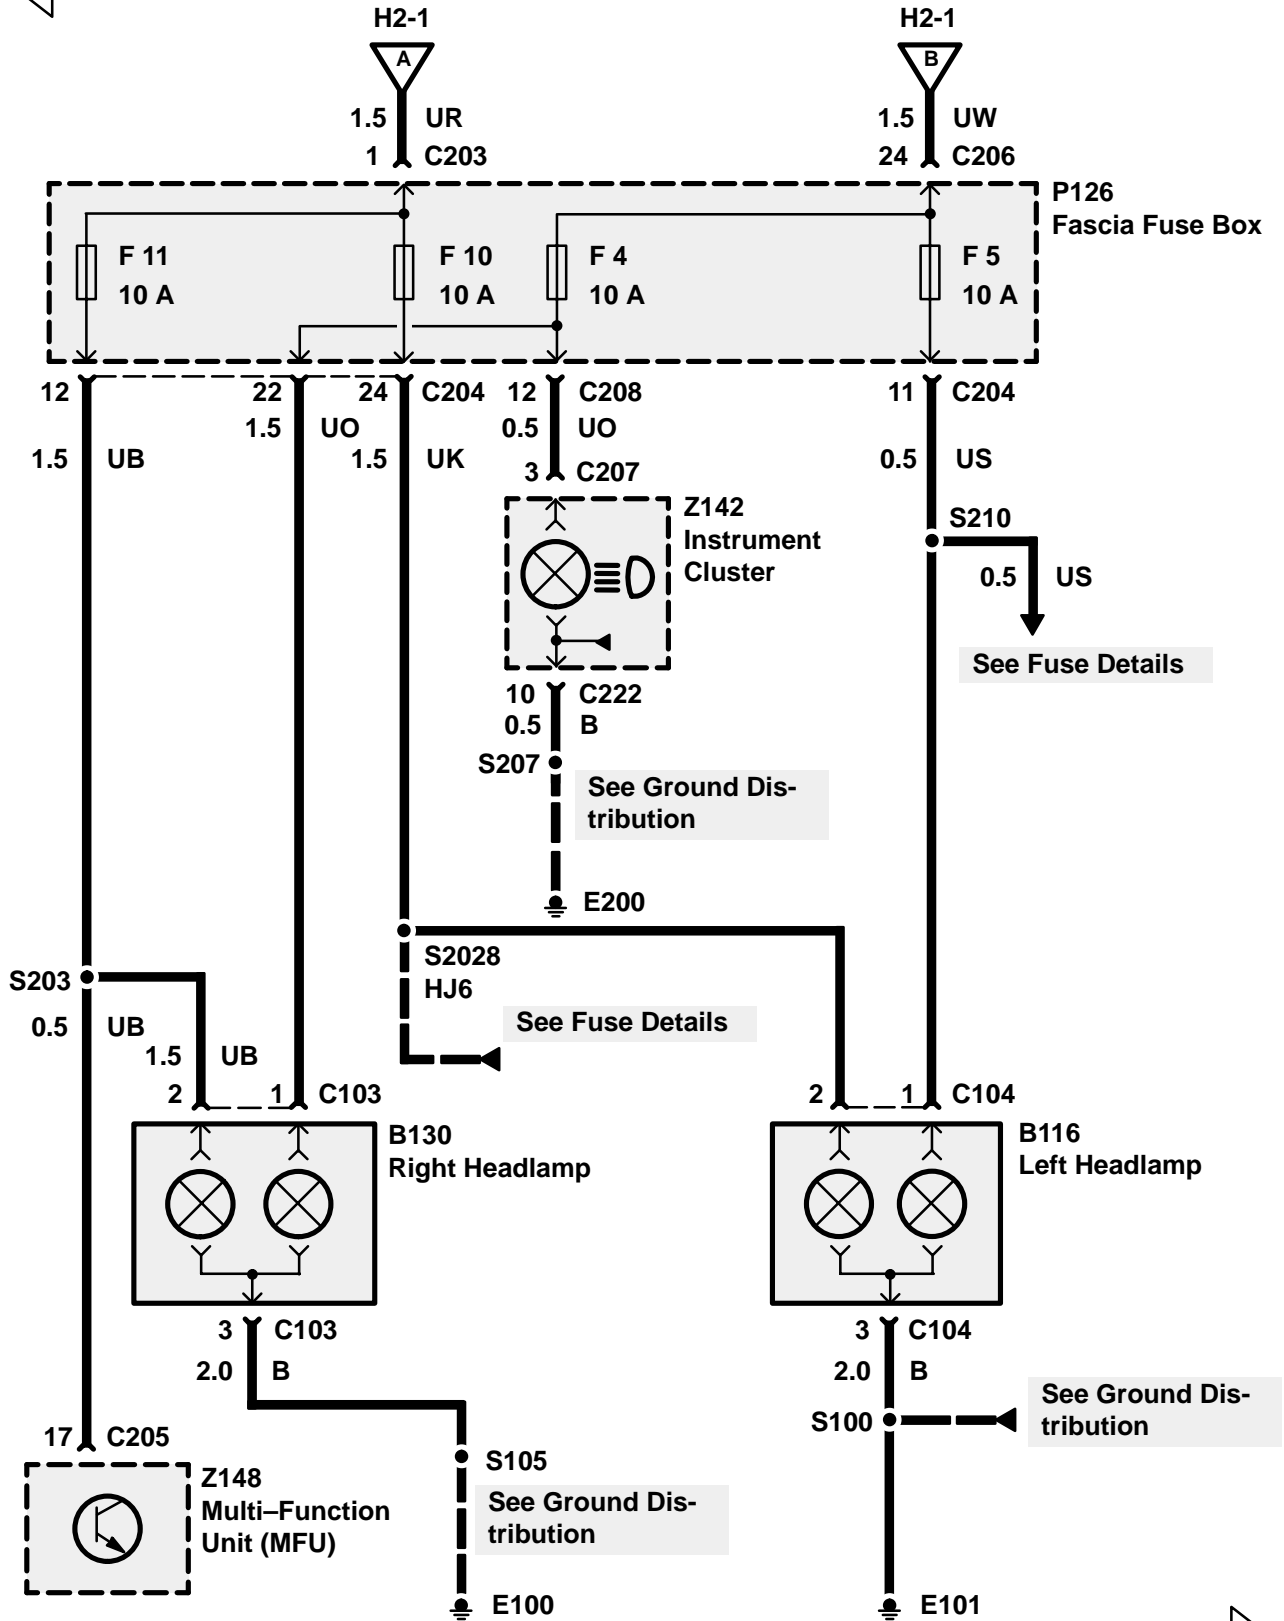 H2-1
H2-1
A
B
1.5 UR
1.5 UW
1 C203
24 C206
P126
Fascia Fuse Box
F 11
10 A
F 10
10 A
F 4
10 A
F 5
10 A
12
22
24 C204
12 C208
11 C204
1.5 UO
0.5 UO
1.5 UB
1.5 UK
0.5 US
3 C207
Z142
Instrument
Cluster
S210
0.5 US
See Fuse Details
10 C222
0.5 B
S207
See Ground Dis-
tribution
E200
S2028
HJ6
S203
See Fuse Details
0.5 UB
1.5 UB
2
1 C103
2
1 C104
B130
Right Headlamp
B116
Left Headlamp
3 C103
2.0 B
3 C104
2.0 B
See Ground Dis-
tribution
S100
17 C205
S105
Z148
Multi–Function
Unit (MFU)
See Ground Dis-
tribution
E100
E101